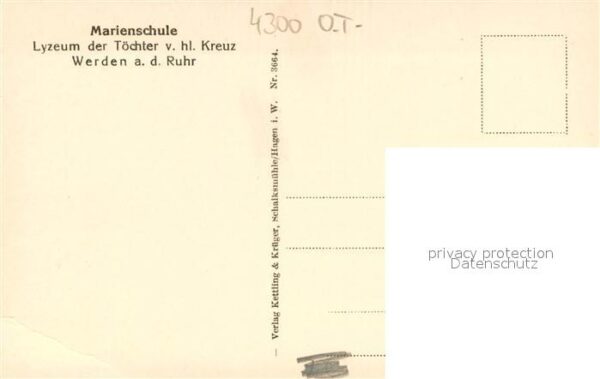 4300 O.T-
Marienschule
Lyzeum der Töchter v. hl. Kreuz
Werden a. d. Ruhr
— Verlag Kettling & Krüger, Schalksmühle/Hagen i. W. Nr. 3664.
privacy protection
Datenschutz